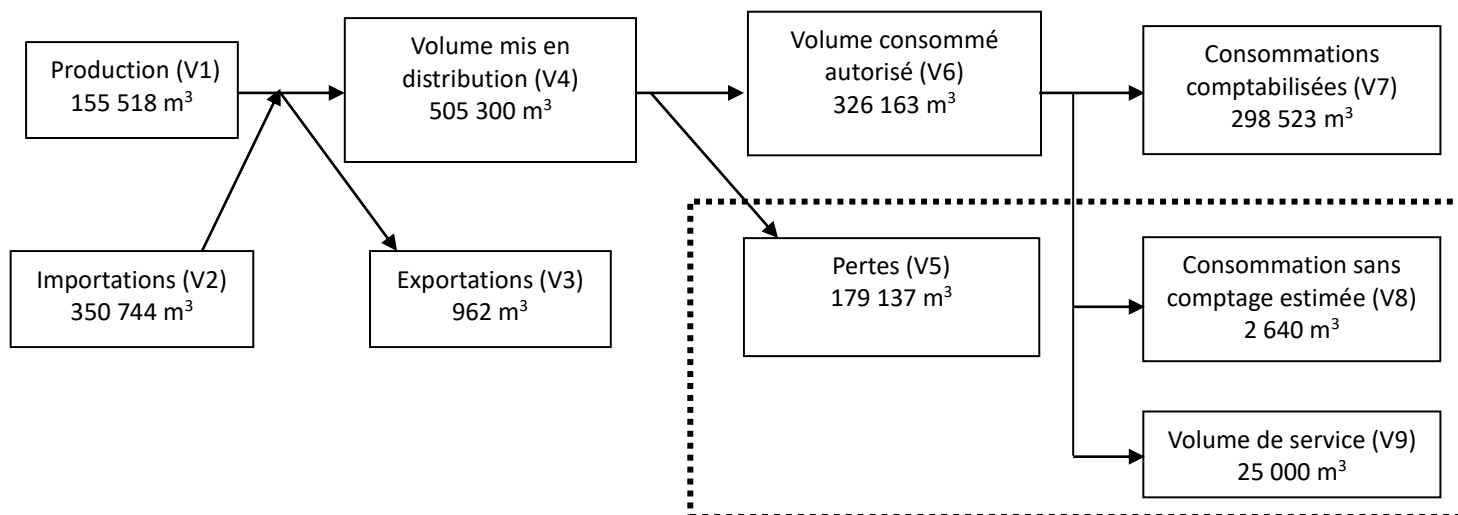 Production (V1)
155 518 m³
Volume mis en
distribution (V4)
505 300 m³
Volume consommé
autorisé (V6)
326 163 m³
Consommations
comptabilisées (V7)
298 523 m³
Importations (V2)
350 744 m³
Exportations (V3)
962 m³
Pertes (V5)
179 137 m³
Consommation sans
comptage estimée (V8)
2 640 m³
Volume de service (V9)
25 000 m³